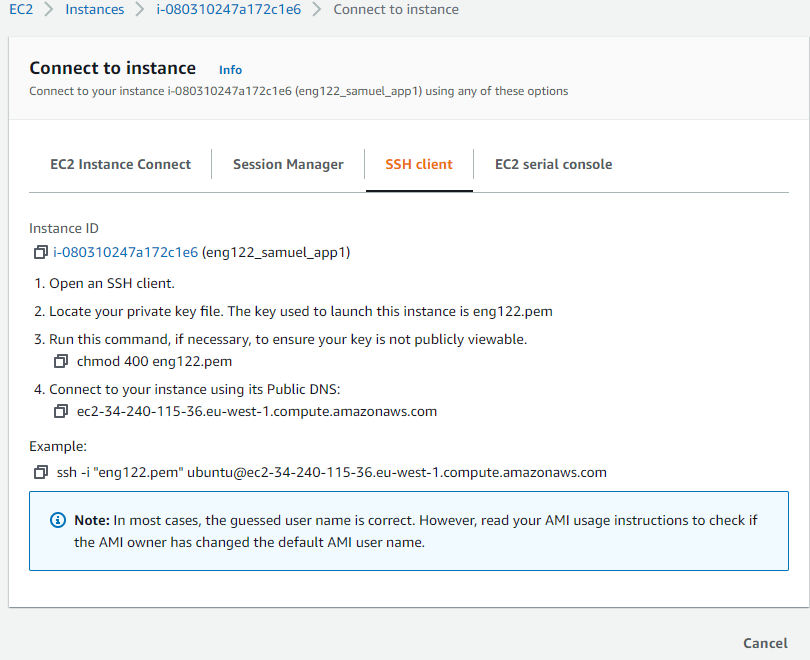 EC2 > Instances > i-080310247a172c1e6 > Connect to instance
Connect to instance Info
Connect to your instance i-080310247a172c1e6 (eng122_samuel_app1) using any of these options
EC2 Instance Connect Session Manager SSH client EC2 serial console
Instance ID
i-080310247a172c1e6 (eng122_samuel_app1)
1. Open an SSH client.
2. Locate your private key file. The key used to launch this instance is eng122.pem
3. Run this command, if necessary, to ensure your key is not publicly viewable.
chmod 400 eng122.pem
4. Connect to your instance using its Public DNS:
ec2-34-240-115-36.eu-west-1.compute.amazonaws.com
Example:
ssh -i "eng122.pem" ubuntu@ec2-34-240-115-36.eu-west-1.compute.amazonaws.com
Note: In most cases, the guessed user name is correct. However, read your AMI usage instructions to check if
the AMI owner has changed the default AMI user name.
Cancel